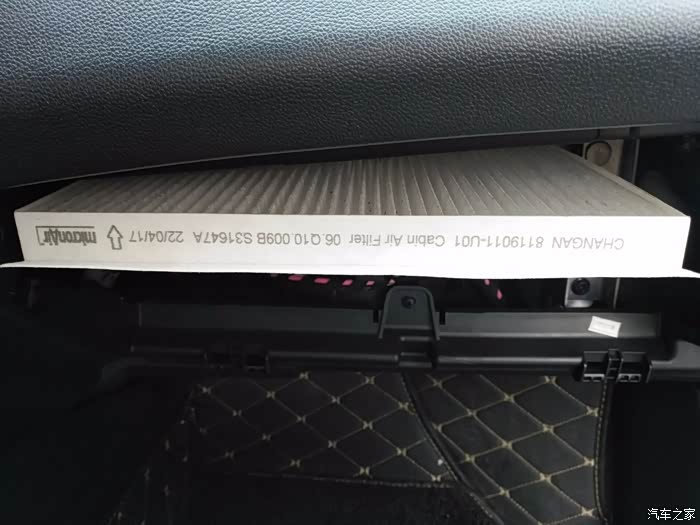 CHANGAN 8119011-U01 Cabin Air Filter 06.Q10.009B S31647A 22/04/17 micronAir
汽车之家